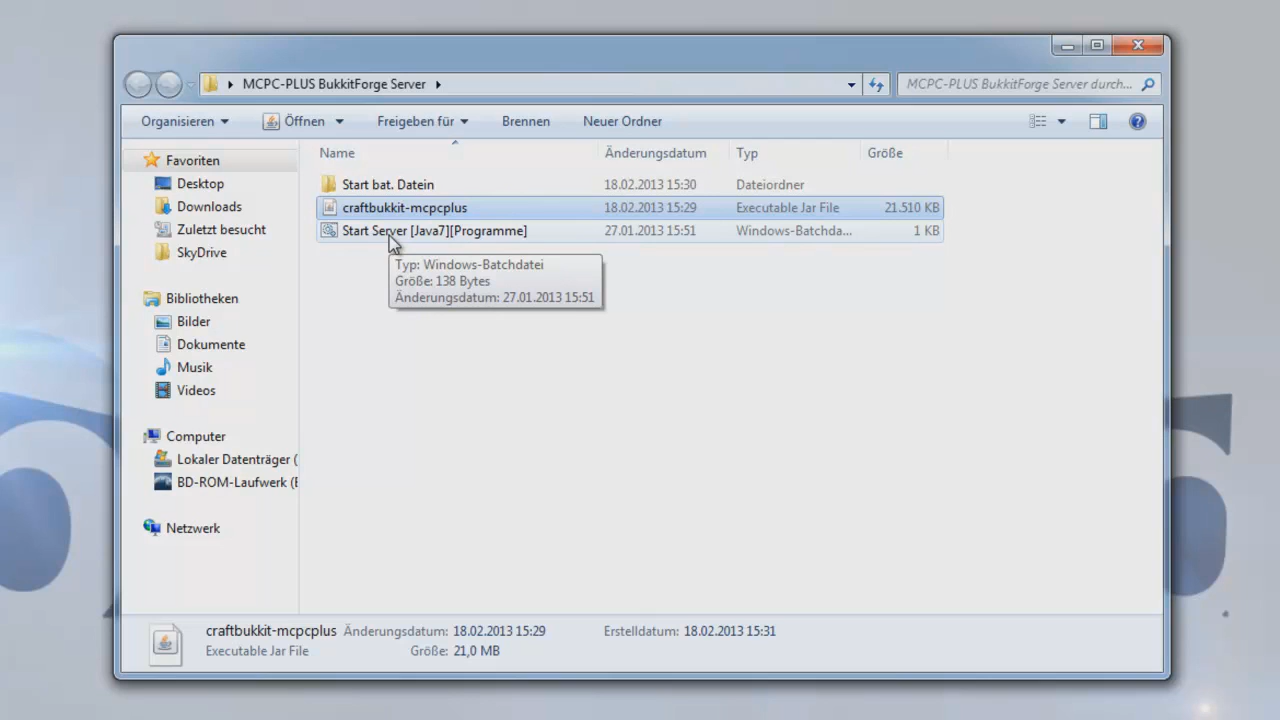 MCPC-PLUS BukkitForge Server
MCPC-PLUS BukkitForge Server durch...
Organisieren Öffnen Freigeben für Brennen Neuer Ordner
Name Änderungsdatum Typ Größe
Favoriten
Desktop
Downloads
Zuletzt besucht
SkyDrive
Bibliotheken
Bilder
Dokumente
Musik
Videos
Computer
Lokaler Datenträger (
BD-ROM-Laufwerk (E
Netzwerk
Start bat. Datein 18.02.2013 15:30 Dateiordner
craftbukkit-mcpcplus 18.02.2013 15:29 Executable Jar File 21.510 KB
Start Server [Java7][Programme] 27.01.2013 15:51 Windows-Batchda... 1 KB
Typ: Windows-Batchdatei
Größe: 138 Bytes
Änderungsdatum: 27.01.2013 15:51
craftbukkit-mcpcplus Änderungsdatum: 18.02.2013 15:29 Erstelldatum: 18.02.2013 15:31
Executable Jar File Größe: 21,0 MB